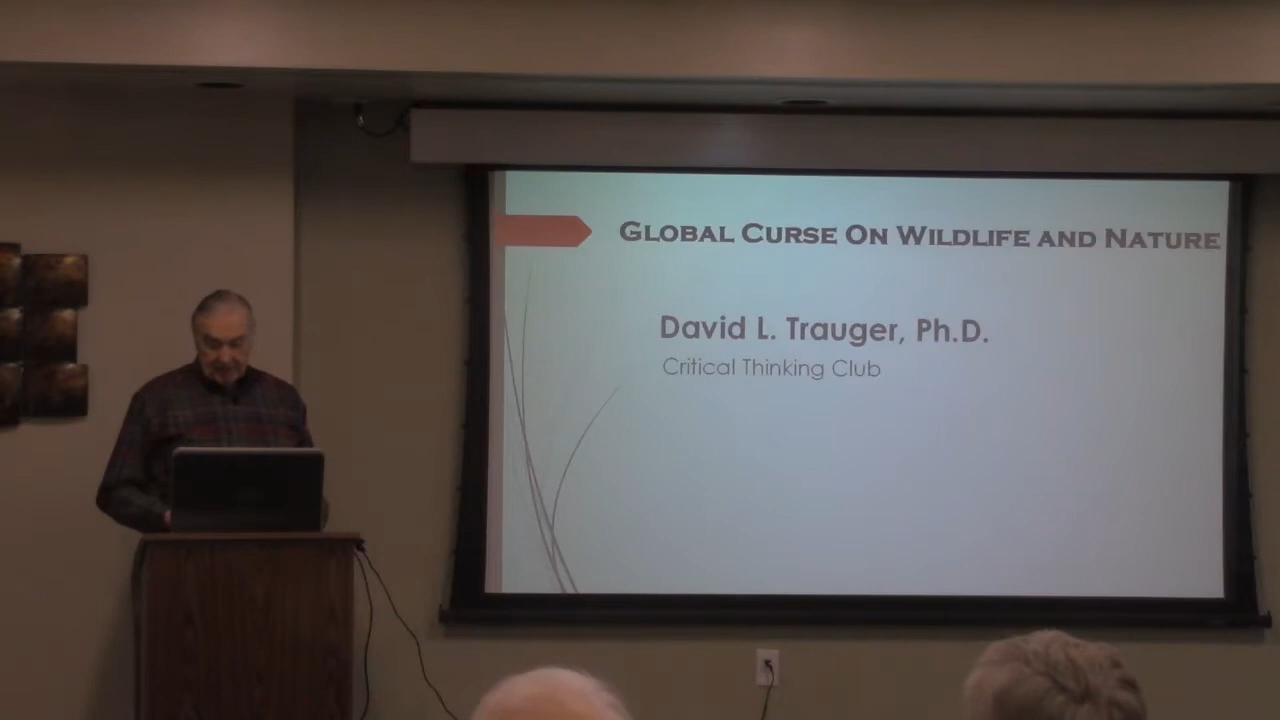 Global Curse On Wildlife and Nature
David L. Trauger, Ph.D.
Critical Thinking Club